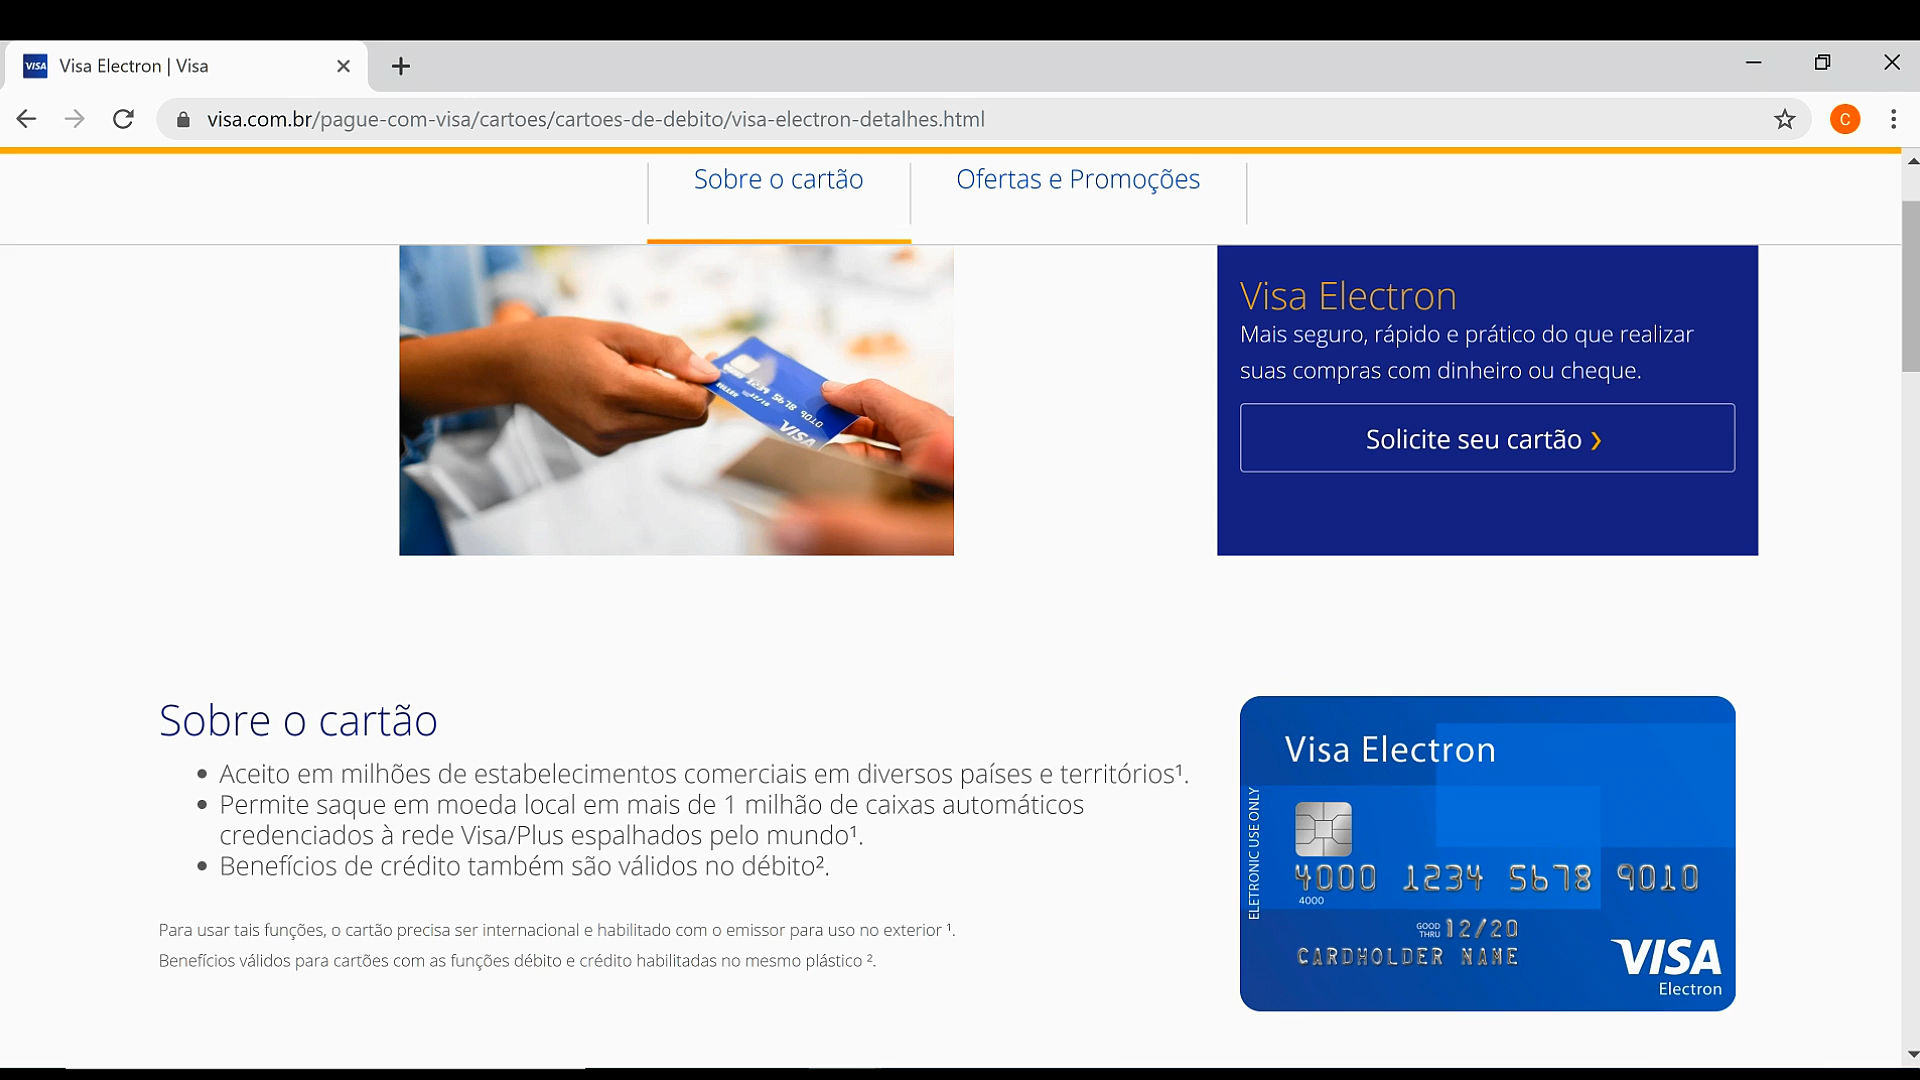 VISA
Visa Electron | Visa
visa.com.br/pague-com-visa/cartoes/cartoes-de-debito/visa-electron-detalhes.html
C
Sobre o cartão
Ofertas e Promoções
VISA
Visa Electron
Mais seguro, rápido e prático do que realizar
suas compras com dinheiro ou cheque.
Solicite seu cartão ❯
Sobre o cartão
• Aceito em milhões de estabelecimentos comerciais em diversos países e territórios¹.
• Permite saque em moeda local em mais de 1 milhão de caixas automáticos
credenciados à rede Visa/Plus espalhados pelo mundo¹.
• Benefícios de crédito também são válidos no débito².
Para usar tais funções, o cartão precisa ser internacional e habilitado com o emissor para uso no exterior ¹.
Benefícios válidos para cartões com as funções débito e crédito habilitadas no mesmo plástico ².
Visa Electron
ELETRONIC USE ONLY
4000 1234 5678 9010
4000
GOOD THRU 12/20
CARDHOLDER NAME
VISA
Electron